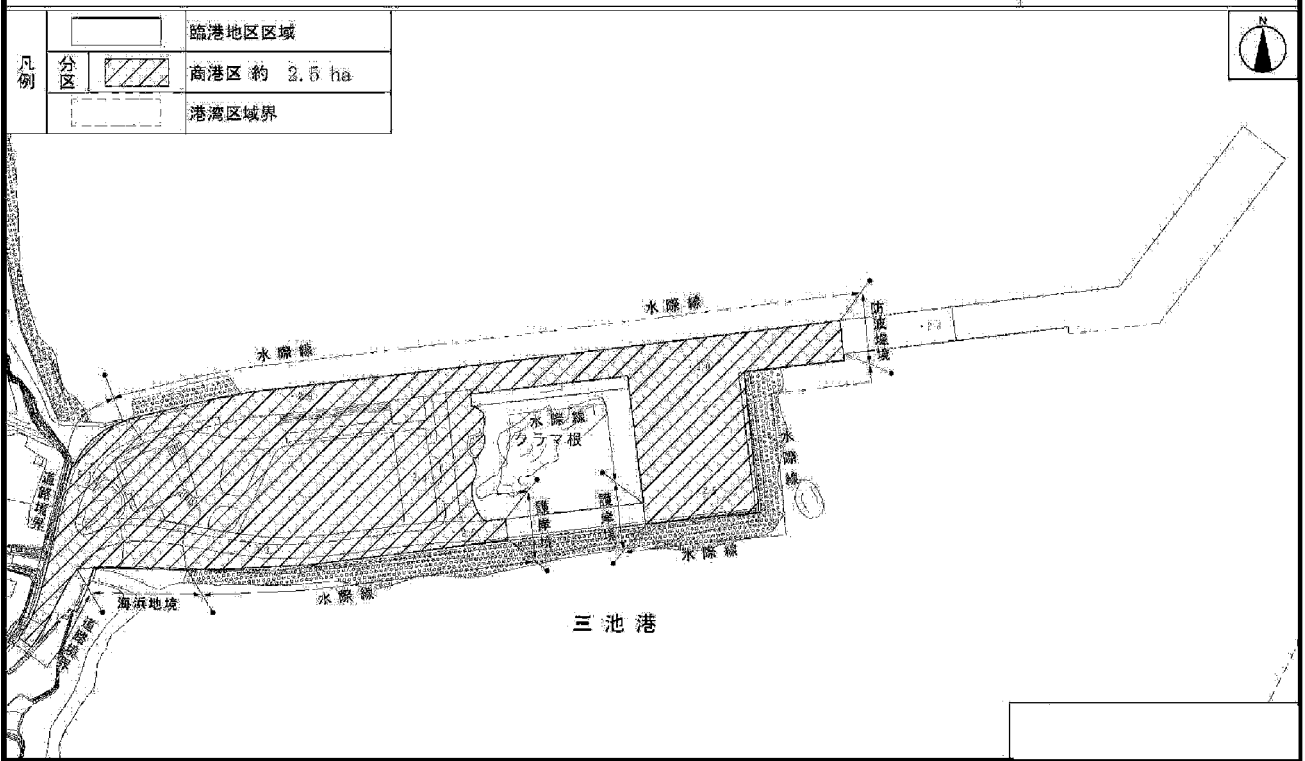 臨港地区区域
凡例
分区
商港区 約 2.5 ha
港湾区域界
N
水際線
水際線
防波堤境
水際線
クラマ根
水際線
護岸境
護岸境
道路境界
水際線
海浜地境
水際線
道路境界
三池港